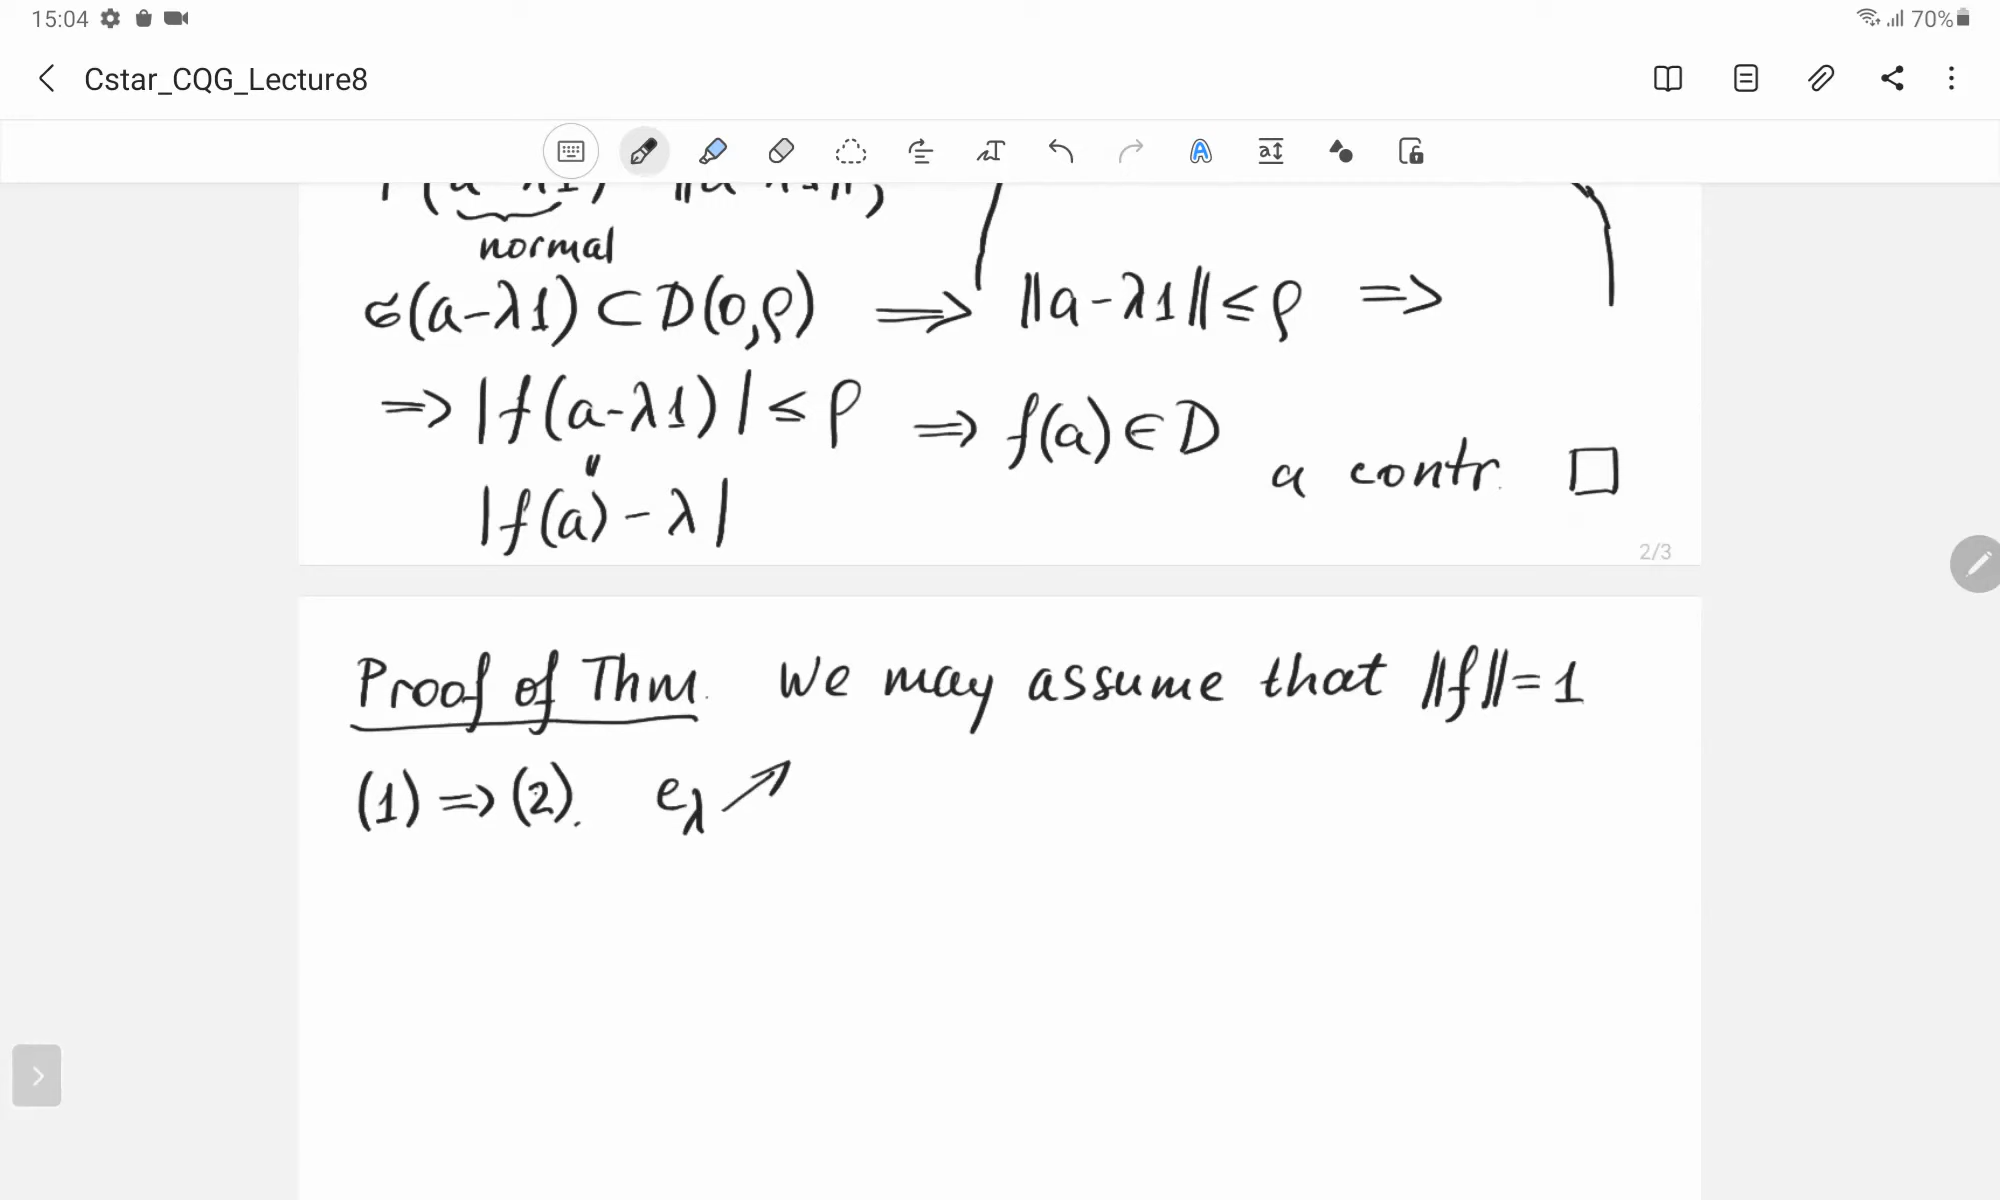 15:04 70%
Cstar_CQG_Lecture8
normal
σ(a-λ1) ⊂ D(0,ρ) ⟹ ‖a-λ1‖ ≤ ρ ⇒
⇒ |f(a-λ1)| ≤ ρ ⇒ f(a) ∈ D
a contr. □
|f(a) - λ|
2/3
Proof of Thm. We may assume that ‖f‖=1
(1) ⇒ (2). eλ ↗